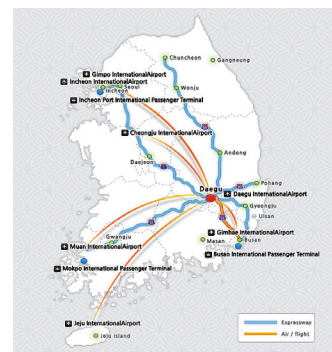 Chuncheon
Gangneung
Gimpo InternationalAirport
Incheon InternationalAirport
Seoul
Incheon
Wonju
Incheon Port International Passenger Terminal
Cheongju InternationalAirport
Andong
Daejeon
Pohang
Daegu
Daegu InternationalAirport
Gyeongju
Ulsan
Gwangju
Gimhae InternationalAirport
Masan
Busan
Muan InternationalAirport
Busan International Passenger Terminal
Mokpo International Passenger Terminal
Jeju InternationalAirport
Jeju Island
Expressway
Air / flight